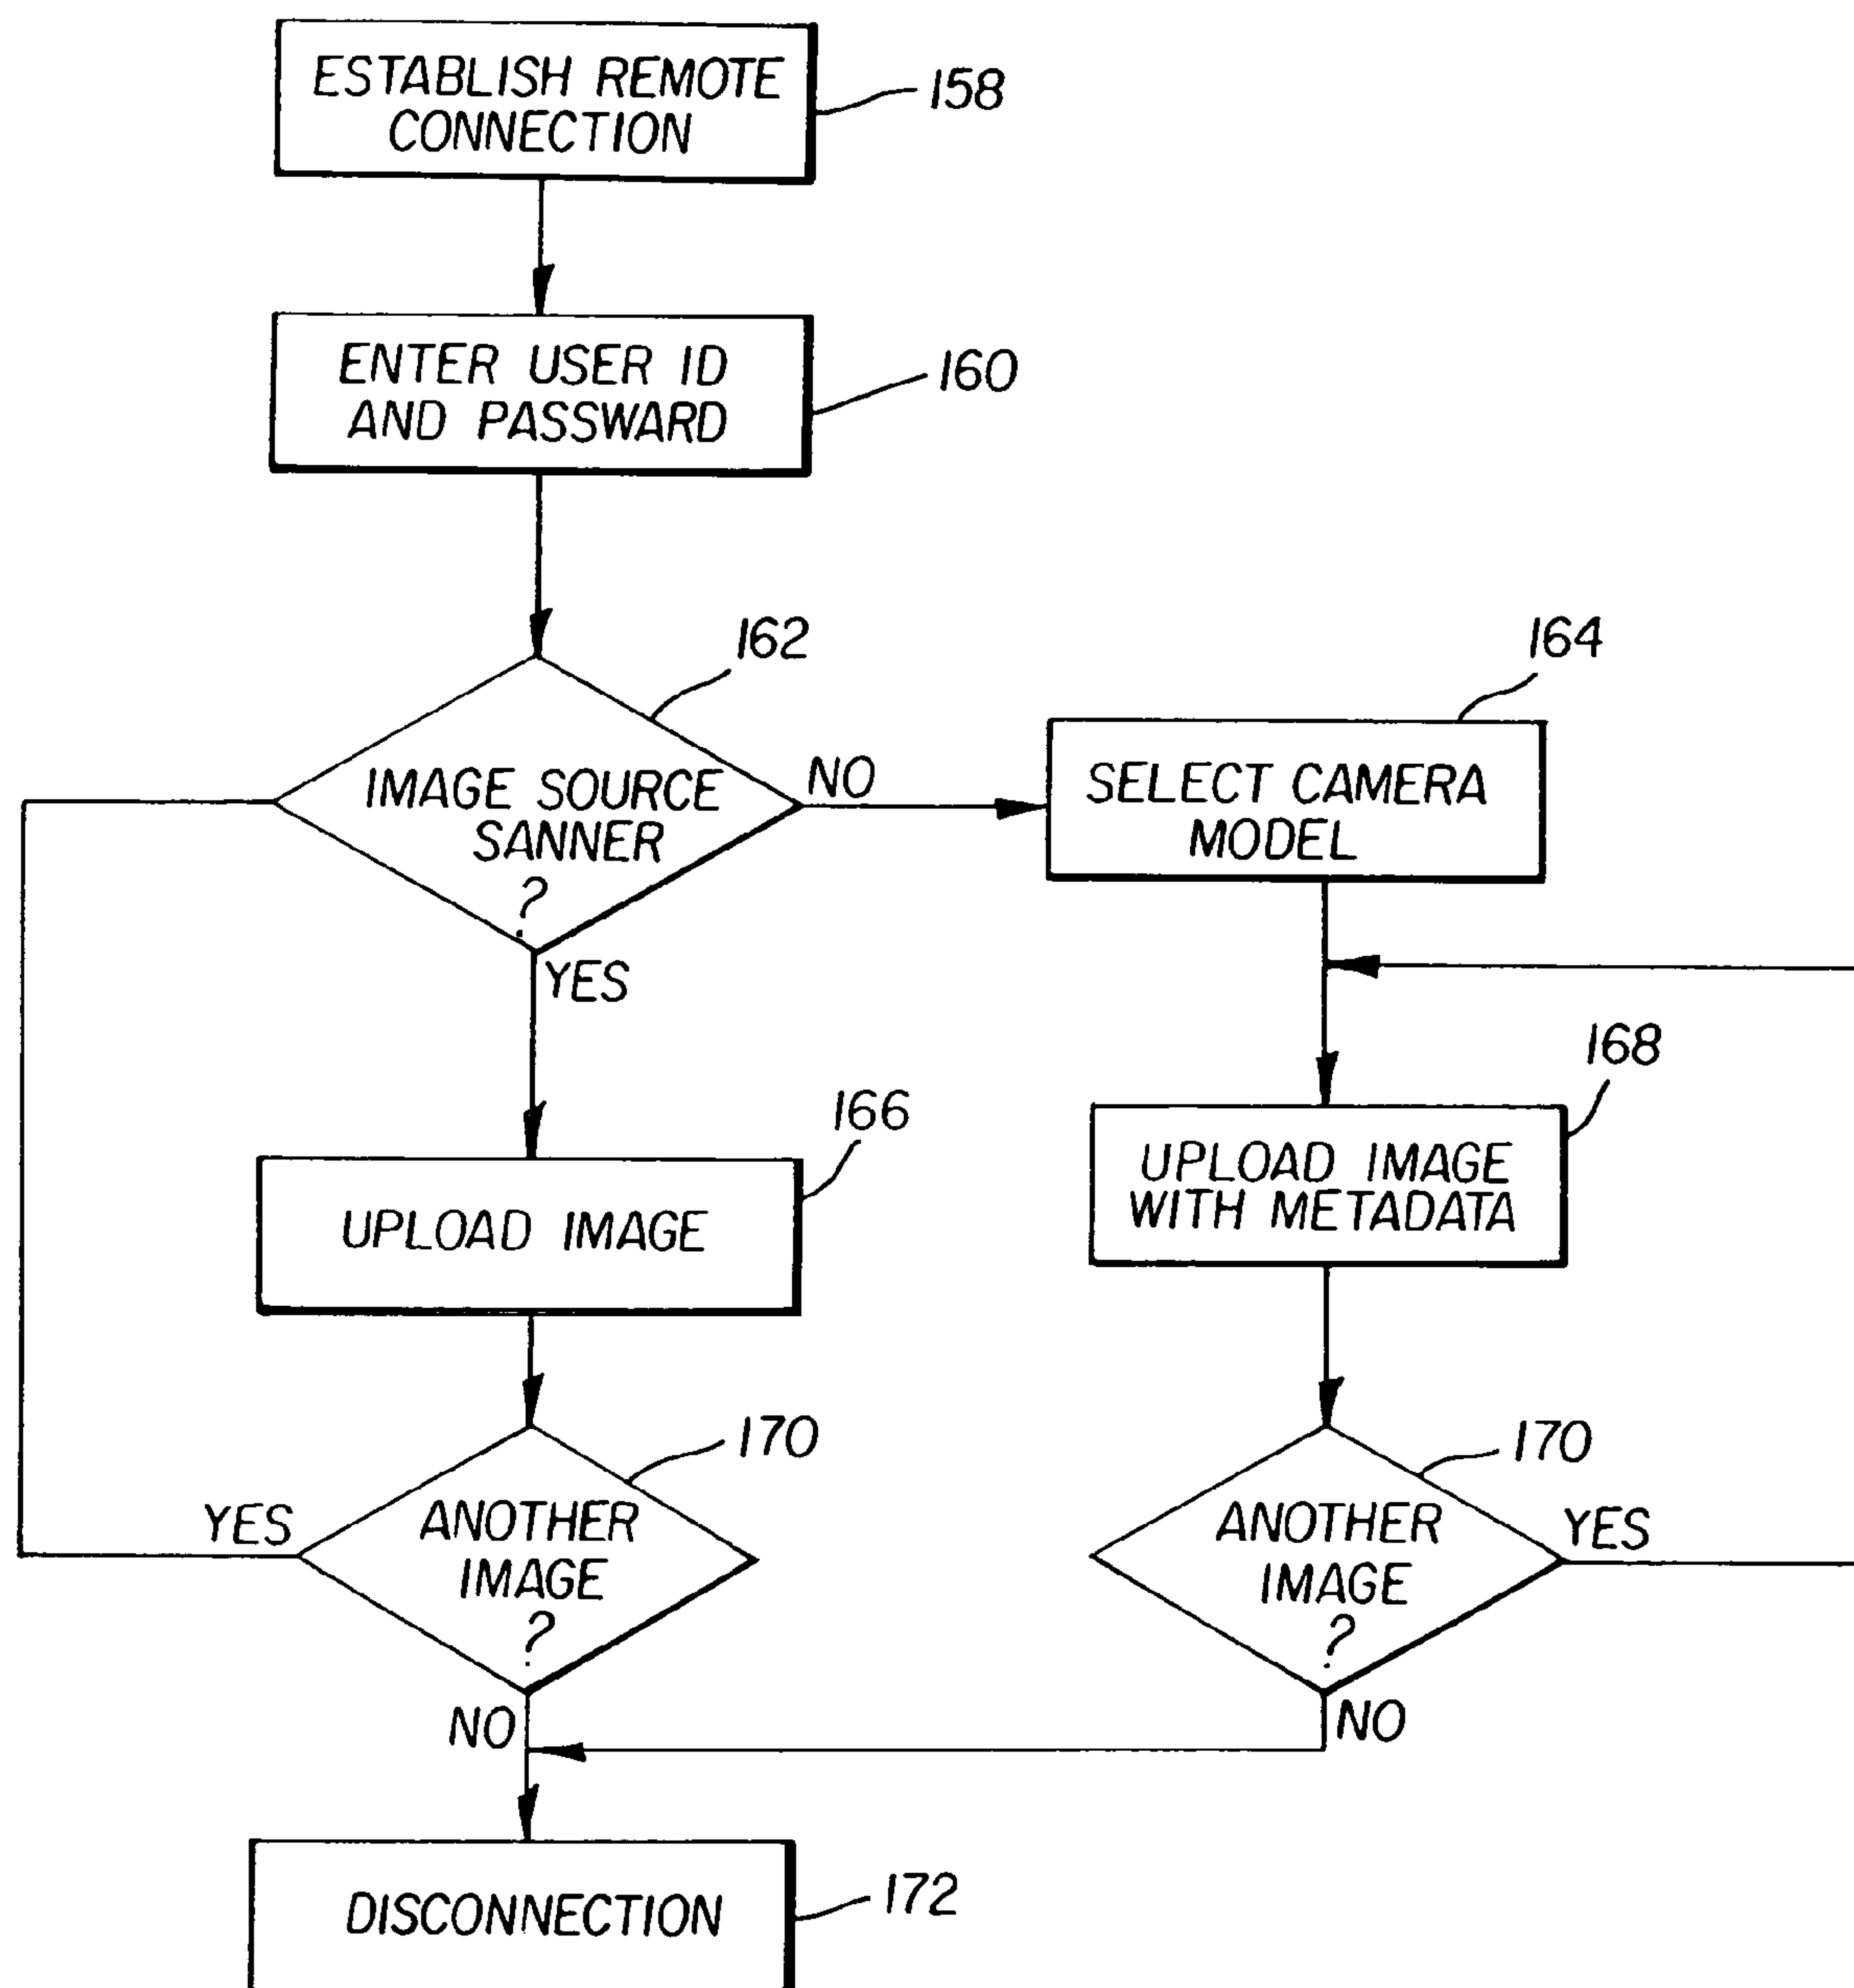 ESTABLISH REMOTE
CONNECTION
158
ENTER USER ID
AND PASSWARD
160
162
IMAGE SOURCE
SANNER
?
NO
YES
164
SELECT CAMERA
MODEL
168
UPLOAD IMAGE
WITH METADATA
166
UPLOAD IMAGE
170
ANOTHER
IMAGE
?
YES
NO
170
ANOTHER
IMAGE
?
YES
NO
DISCONNECTION
172